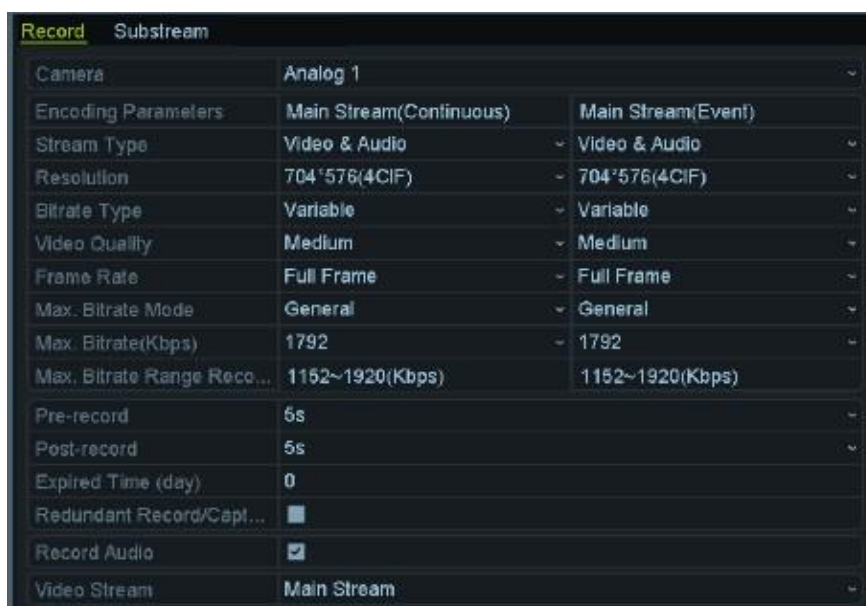 Record Substream
Camera Analog 1
Encoding Parameters Main Stream(Continuous) Main Stream(Event)
Stream Type Video & Audio Video & Audio
Resolution 704*576(4CIF) 704*576(4CIF)
Bitrate Type Variable Variable
Video Quality Medium Medium
Frame Rate Full Frame Full Frame
Max. Bitrate Mode General General
Max. Bitrate(Kbps) 1792 1792
Max. Bitrate Range Reco... 1152~1920(Kbps) 1152~1920(Kbps)
Pre-record 5s
Post-record 5s
Expired Time (day) 0
Redundant Record/Capt...
Record Audio
Video Stream Main Stream